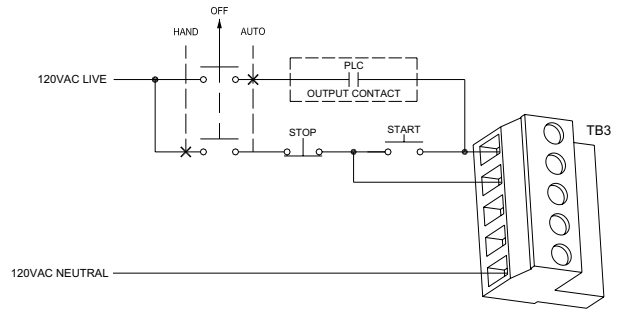 OFF
HAND
AUTO
120VAC LIVE
PLC
OUTPUT CONTACT
STOP
START
TB3
120VAC NEUTRAL